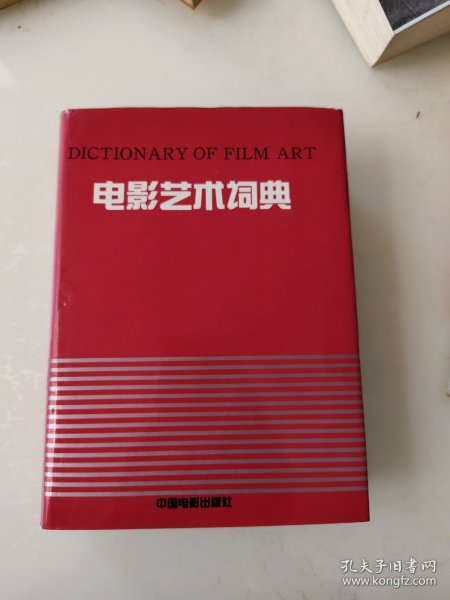 DICTIONARY OF FILM ART
电影艺术词典
中国电影出版社
孔夫子旧书网
www.kongfz.com